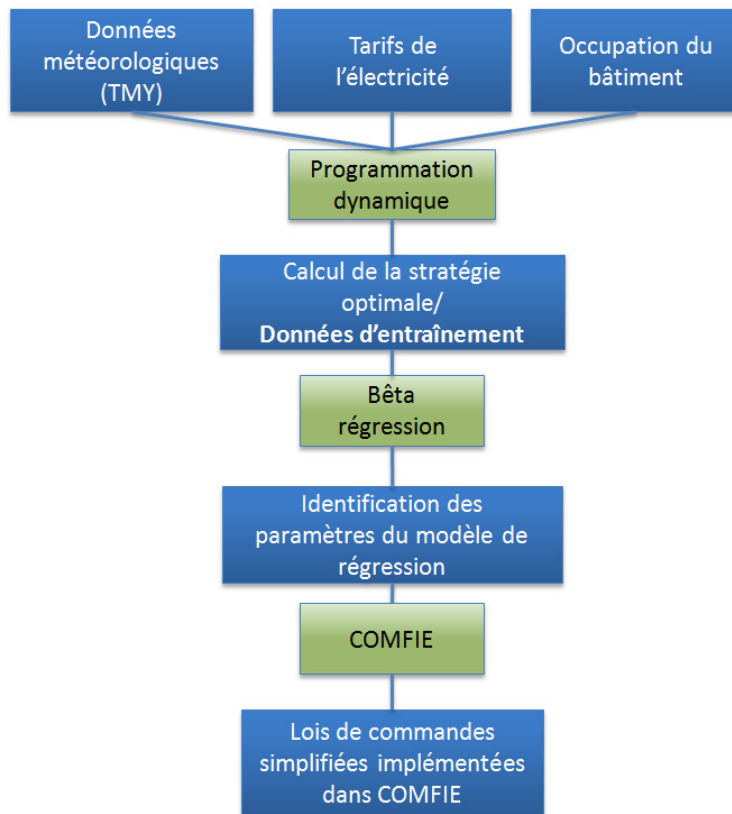 Données
météorologiques
(TMY)
Tarifs de
l’électricité
Occupation du
bâtiment
Programmation
dynamique
Calcul de la stratégie
optimale/
Données d’entraînement
Bêta
régression
Identification des
paramètres du modèle de
régression
COMFIE
Lois de commandes
simplifiées implémentées
dans COMFIE